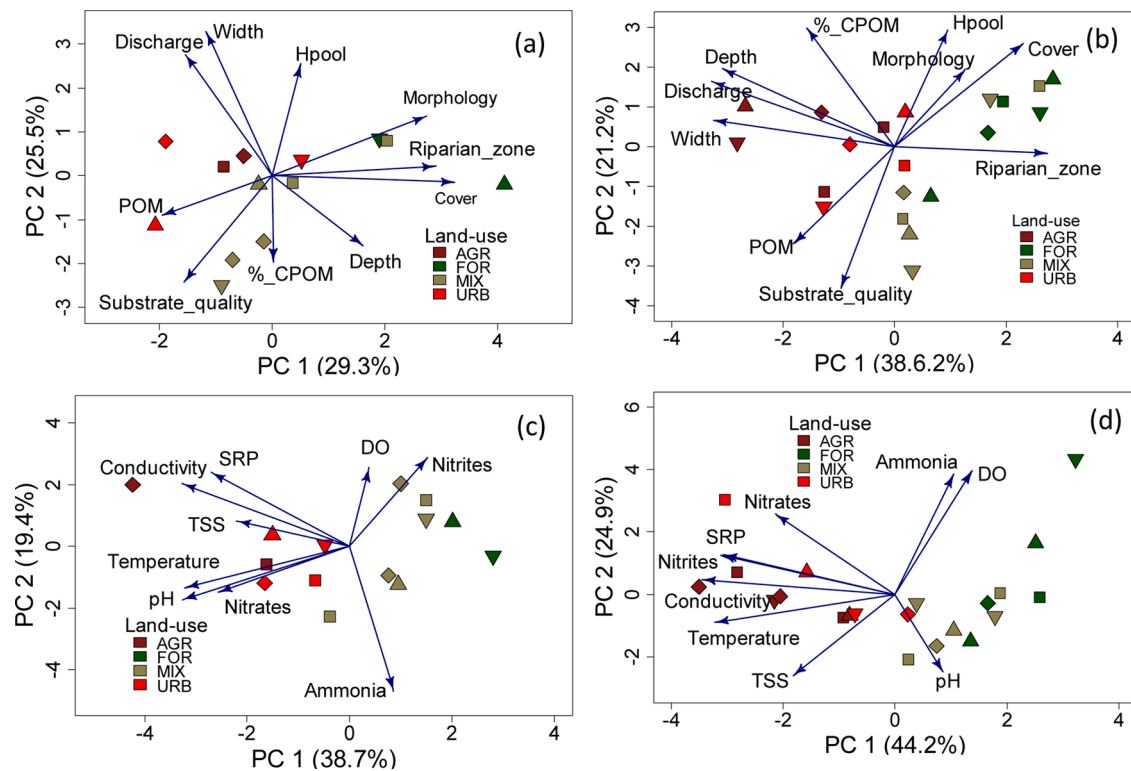 (a)
Width
Discharge
Hpool
Morphology
Riparian_zone
Cover
POM
Depth
%_CPOM
Substrate_quality
Land-use
AGR
FOR
MIX
URB
3
2
1
0
-1
-2
-3
PC 2 (25.5%)
-2 0 2 4
PC 1 (29.3%)
(b)
%_CPOM
Hpool
Cover
Depth
Morphology
Discharge
Width
Riparian_zone
POM
Substrate_quality
Land-use
AGR
FOR
MIX
URB
3
2
1
0
-1
-2
-3
-4
PC 2 (21.2%)
-4 -2 0 2 4
PC 1 (38.6.2%)
(c)
DO
Nitrites
SRP
Conductivity
TSS
Temperature
pH
Nitrates
Ammonia
Land-use
AGR
FOR
MIX
URB
4
2
0
-2
-4
PC 2 (19.4%)
-4 -2 0 2 4
PC 1 (38.7%)
(d)
Land-use
AGR
FOR
MIX
URB
Ammonia
DO
Nitrates
SRP
Nitrites
Conductivity
Temperature
TSS
pH
6
4
2
0
-2
PC 2 (24.9%)
-4 -2 0 2 4
PC 1 (44.2%)